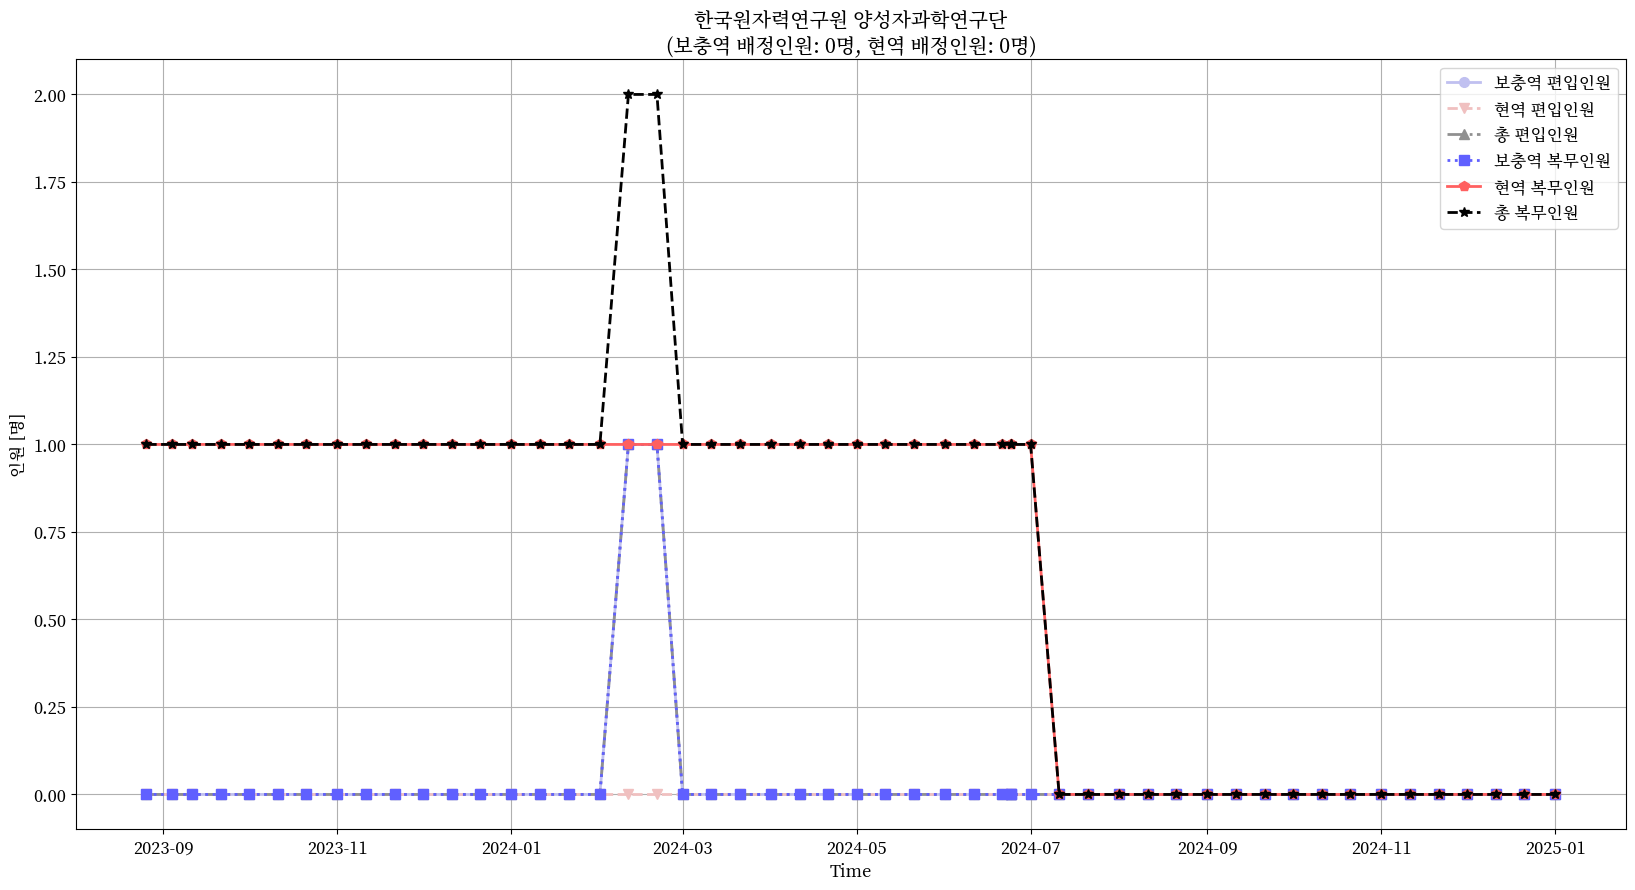 한국원자력연구원 양성자과학연구단
(보충역 배정인원: 0명, 현역 배정인원: 0명)
보충역 편입인원
현역 편입인원
총 편입인원
보충역 복무인원
현역 복무인원
총 복무인원
인원 [명]
2.00
1.75
1.50
1.25
1.00
0.75
0.50
0.25
0.00
2023-09 2023-11 2024-01 2024-03 2024-05 2024-07 2024-09 2024-11 2025-01
Time